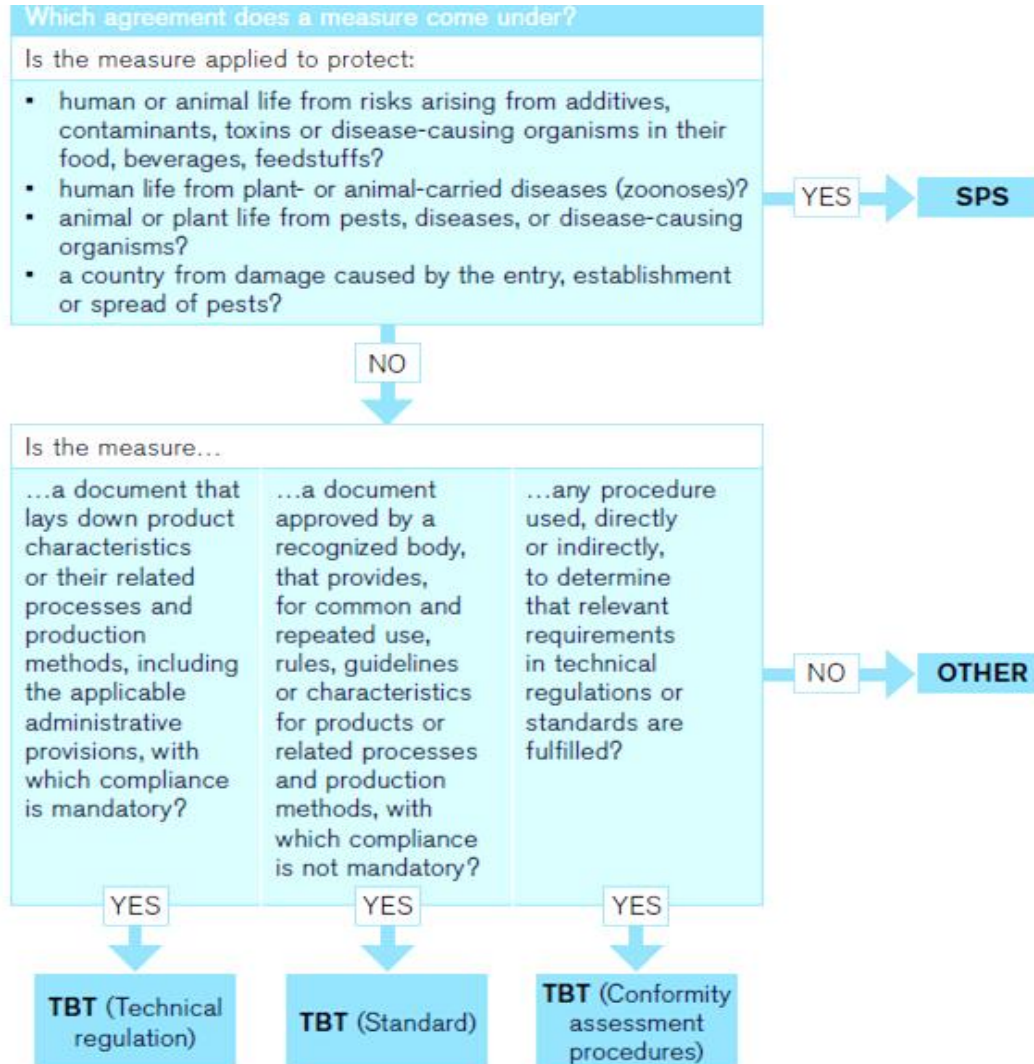 Which agreement does a measure come under?
Is the measure applied to protect:
▪ human or animal life from risks arising from additives,
contaminants, toxins or disease-causing organisms in their
food, beverages, feedstuffs?
▪ human life from plant- or animal-carried diseases (zoonoses)?
▪ animal or plant life from pests, diseases, or disease-causing
organisms?
▪ a country from damage caused by the entry, establishment
or spread of pests?
YES
SPS
NO
Is the measure…
…a document that
lays down product
characteristics
or their related
processes and
production
methods, including
the applicable
administrative
provisions, with
which compliance
is mandatory?
…a document
approved by a
recognized body,
that provides,
for common and
repeated use,
rules, guidelines
or characteristics
for products or
related processes
and production
methods, with
which compliance
is not mandatory?
…any procedure
used, directly
or indirectly,
to determine
that relevant
requirements
in technical
regulations or
standards are
fulfilled?
NO
OTHER
YES
YES
YES
TBT (Technical
regulation)
TBT (Standard)
TBT (Conformity
assessment
procedures)